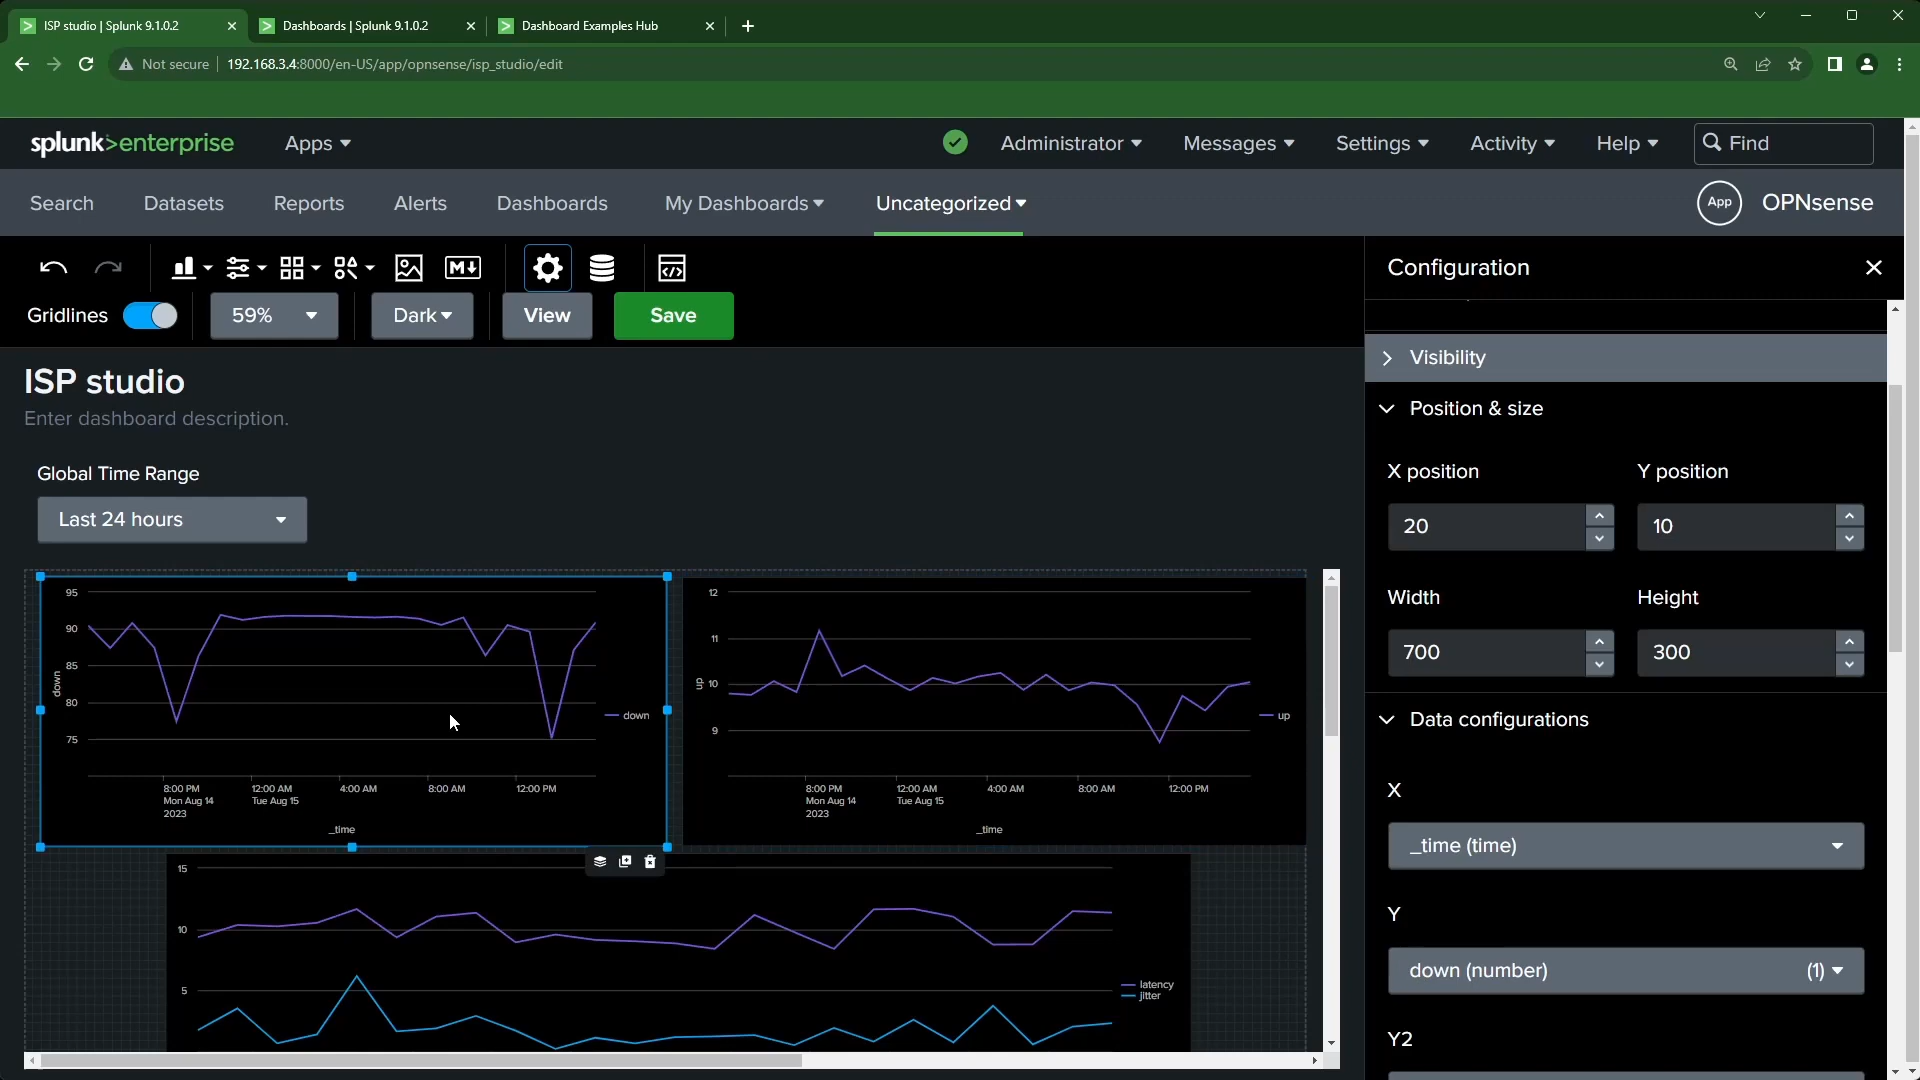 ISP studio | Splunk 9.1.0.2
Dashboards | Splunk 9.1.0.2
Dashboard Examples Hub
Not secure
192.168.3.4:8000/en-US/app/opnsense/isp_studio/edit
splunk>enterprise
Apps
Administrator
Messages
Settings
Activity
Help
Find
Search
Datasets
Reports
Alerts
Dashboards
My Dashboards
Uncategorized
App
OPNsense
M
Configuration
Gridlines
59%
Dark
View
Save
Visibility
ISP studio
Enter dashboard description.
Position & size
Global Time Range
Last 24 hours
X position
Y position
20
10
Width
Height
700
300
95
90
85
80
75
down
down
8:00 PM
Mon Aug 14
2023
12:00 AM
Tue Aug 15
4:00 AM
8:00 AM
12:00 PM
_time
12
11
10
9
up
up
8:00 PM
Mon Aug 14
2023
12:00 AM
Tue Aug 15
4:00 AM
8:00 AM
12:00 PM
_time
15
10
5
latency
jitter
Data configurations
X
_time (time)
Y
down (number)
(1)
Y2